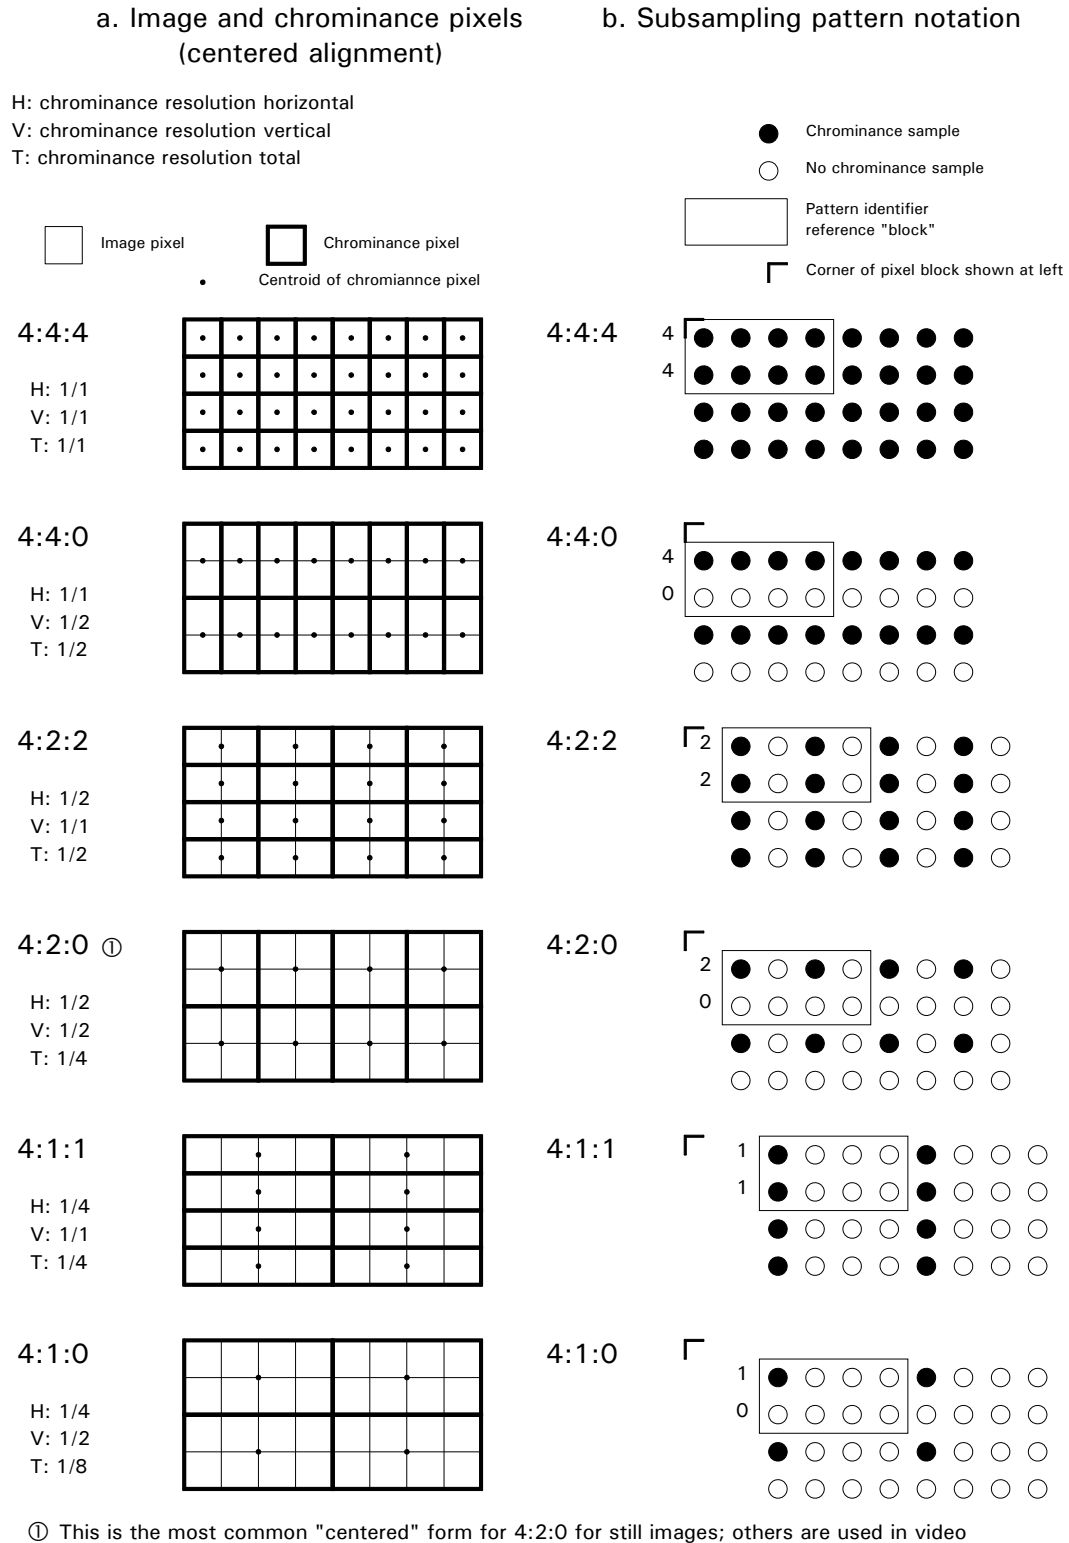 a. Image and chrominance pixels
(centered alignment)
b. Subsampling pattern notation
H: chrominance resolution horizontal
V: chrominance resolution vertical
T: chrominance resolution total
Chrominance sample
No chrominance sample
Pattern identifier
reference "block"
Corner of pixel block shown at left
Image pixel
Chrominance pixel
Centroid of chromiannce pixel
4:4:4
H: 1/1
V: 1/1
T: 1/1
4:4:4
4
4
4:4:0
H: 1/1
V: 1/2
T: 1/2
4:4:0
4
0
4:2:2
H: 1/2
V: 1/1
T: 1/2
4:2:2
2
2
4:2:0 ①
H: 1/2
V: 1/2
T: 1/4
4:2:0
2
0
4:1:1
H: 1/4
V: 1/1
T: 1/4
4:1:1
1
1
4:1:0
H: 1/4
V: 1/2
T: 1/8
4:1:0
1
0
① This is the most common "centered" form for 4:2:0 for still images; others are used in video